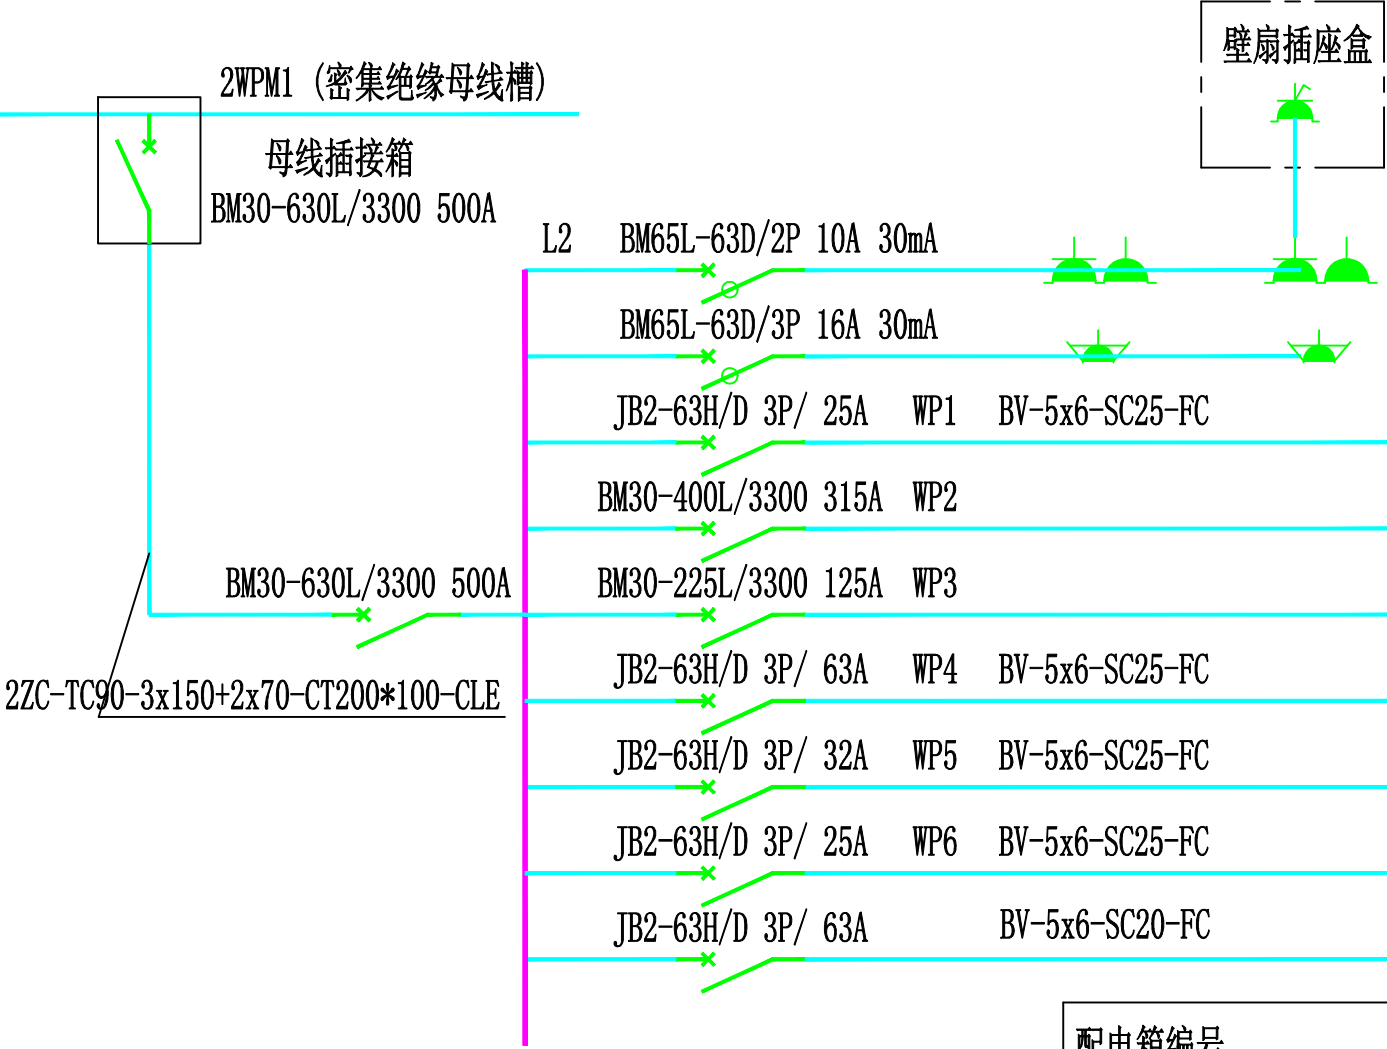 壁扇插座盒
2WPM1 (密集绝缘母线槽)
母线插接箱
BM30-630L/3300 500A
L2 BM65L-63D/2P 10A 30mA
BM65L-63D/3P 16A 30mA
JB2-63H/D 3P/ 25A WP1 BV-5x6-SC25-FC
BM30-400L/3300 315A WP2
BM30-630L/3300 500A BM30-225L/3300 125A WP3
JB2-63H/D 3P/ 63A WP4 BV-5x6-SC25-FC
2ZC-TC90-3x150+2x70-CT200*100-CLE
JB2-63H/D 3P/ 32A WP5 BV-5x6-SC25-FC
JB2-63H/D 3P/ 25A WP6 BV-5x6-SC25-FC
JB2-63H/D 3P/ 63A BV-5x6-SC20-FC
配电箱编号